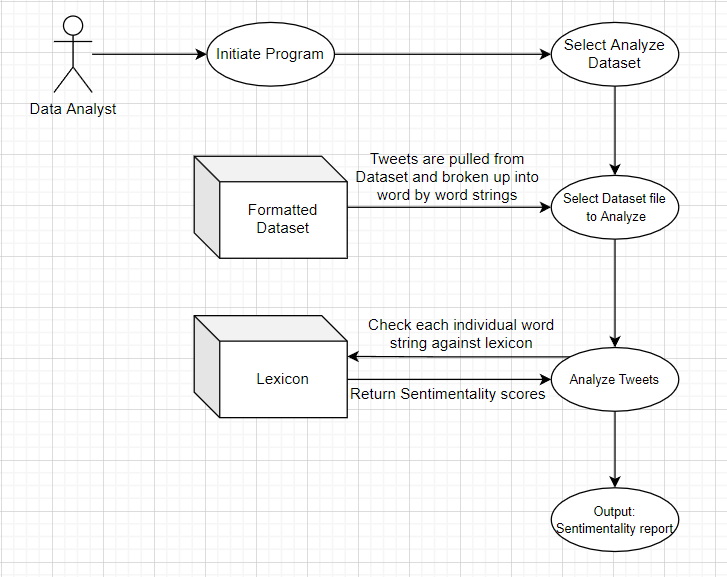 Initiate Program
Select Analyze
Dataset
Data Analyst
Tweets are pulled from
Dataset and broken up into
word by word strings
Formatted
Dataset
Select Dataset file
to Analyze
Check each individual word
string against lexicon
Lexicon
Analyze Tweets
Return Sentimentality scores
Output:
Sentimentality report